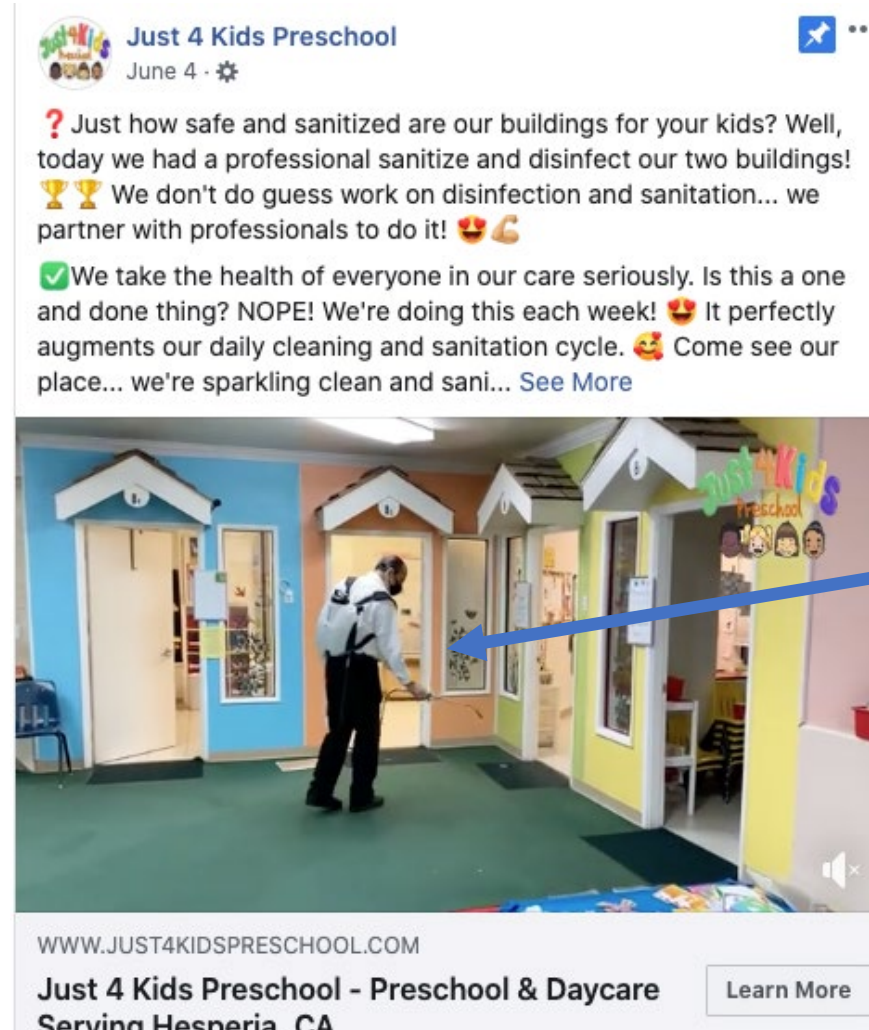 Just 4 Kids Preschool
June 4 ·
❓Just how safe and sanitized are our buildings for your kids? Well,
today we had a professional sanitize and disinfect our two buildings!
🏆🏆 We don't do guess work on disinfection and sanitation... we
partner with professionals to do it! 😍💪🏼
✅We take the health of everyone in our care seriously. Is this a one
and done thing? NOPE! We're doing this each week! 😍 It perfectly
augments our daily cleaning and sanitation cycle. 🥰 Come see our
place... we're sparkling clean and sani... See More
Just 4 Kids
Preschool
WWW.JUST4KIDSPRESCHOOL.COM
Just 4 Kids Preschool - Preschool & Daycare
Serving Hesperia, CA
Learn More